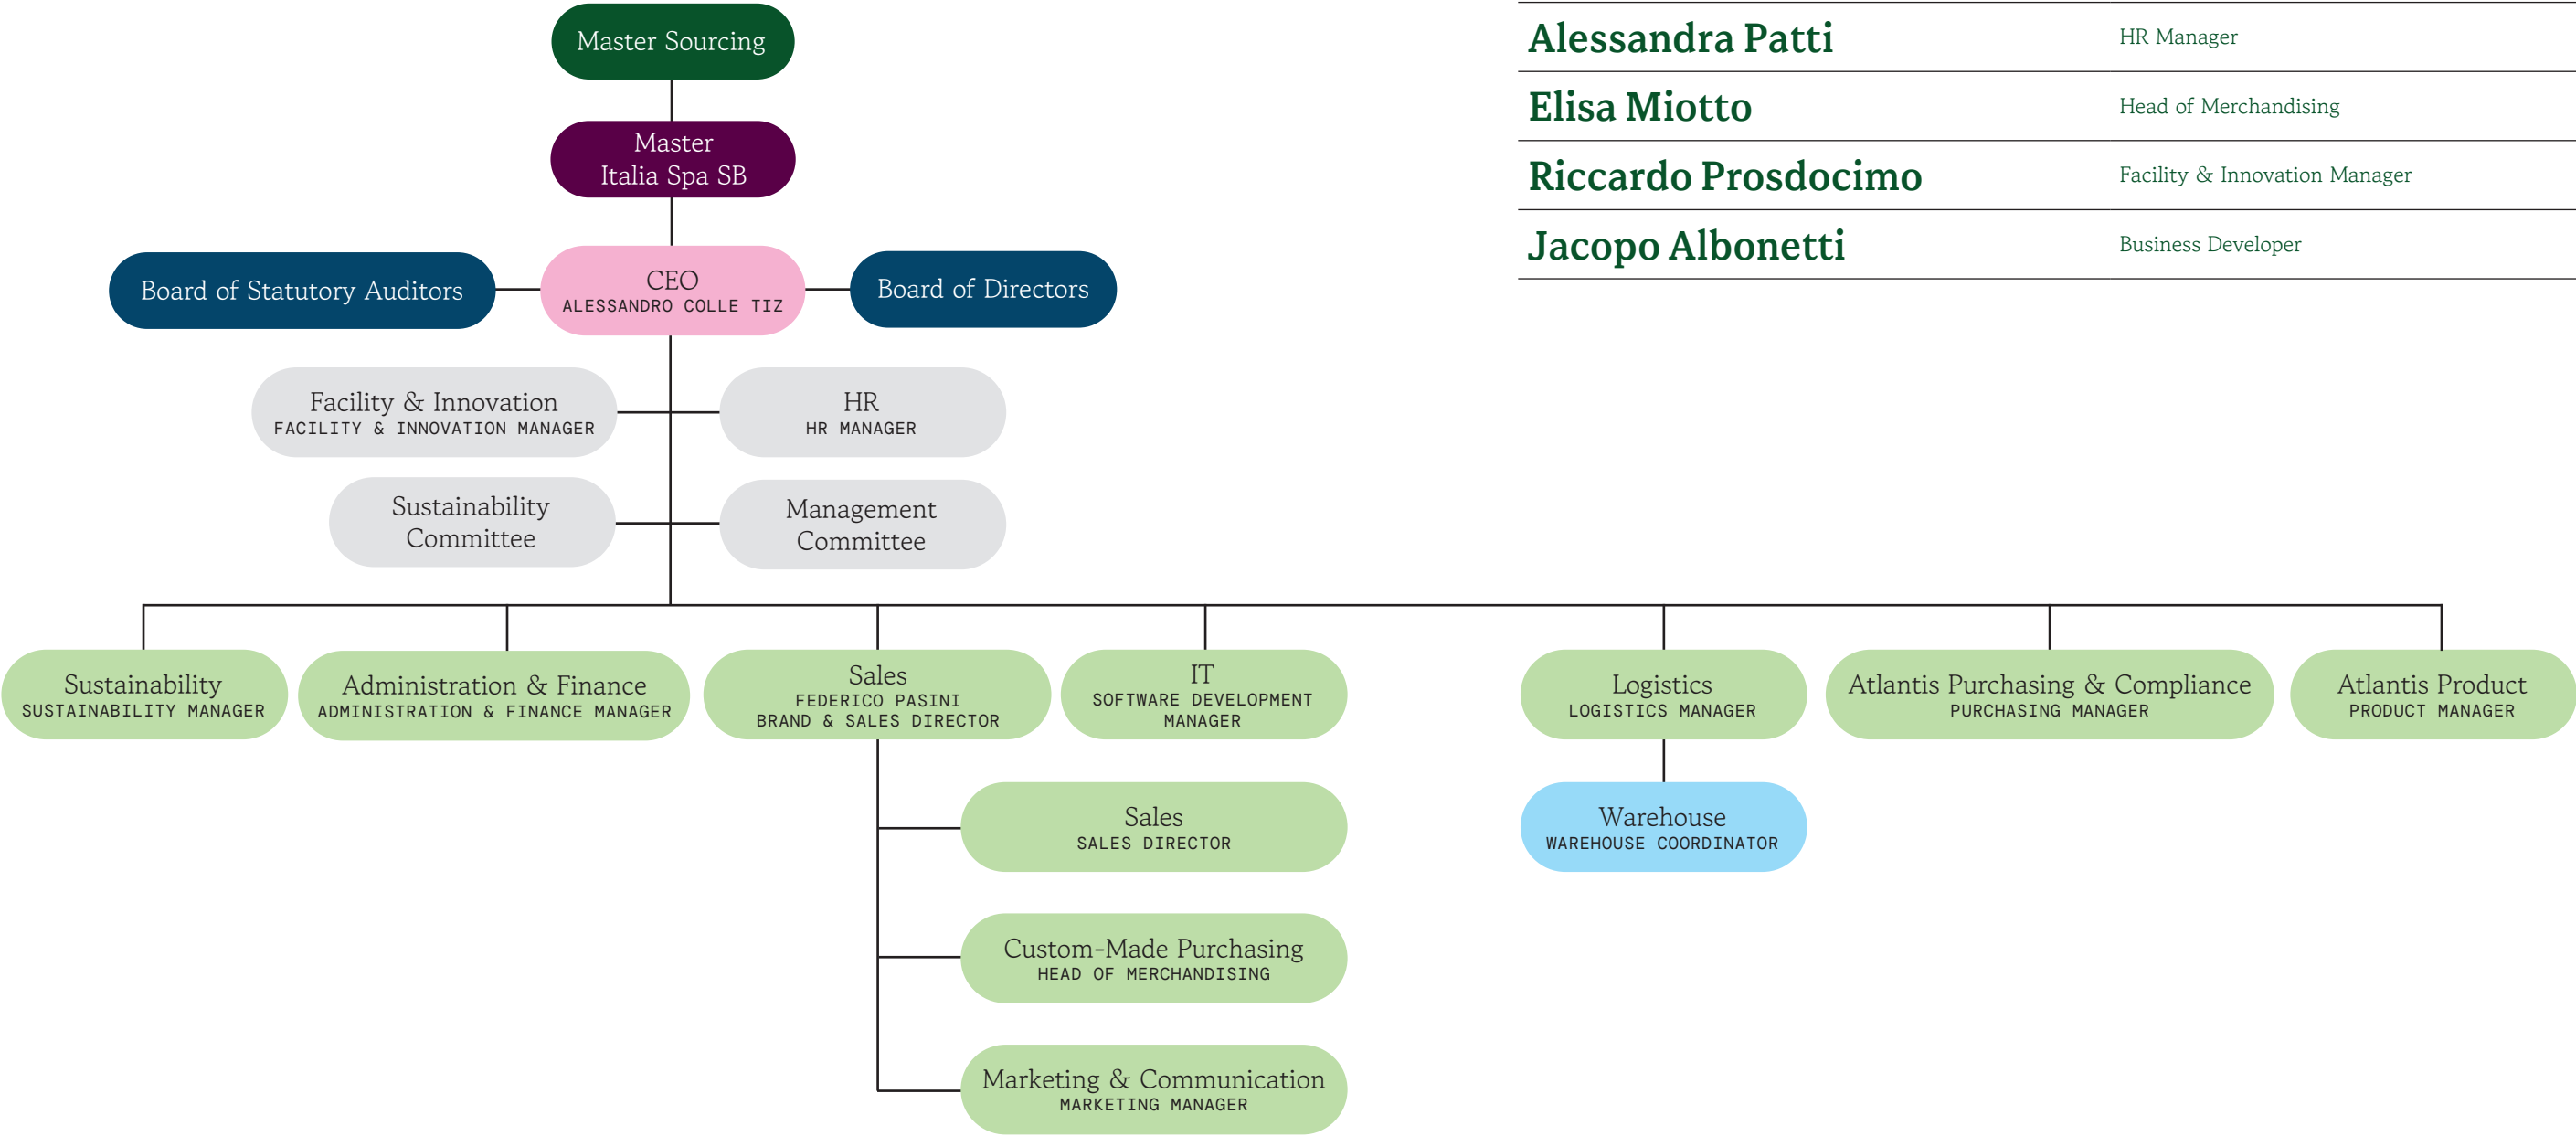 Master Sourcing
Master
Italia Spa SB
Board of Statutory Auditors
CEO
ALESSANDRO COLLE TIZ
Board of Directors
Facility & Innovation
FACILITY & INNOVATION MANAGER
HR
HR MANAGER
Sustainability
Committee
Management
Committee
Sustainability
SUSTAINABILITY MANAGER
Administration & Finance
ADMINISTRATION & FINANCE MANAGER
Sales
FEDERICO PASINI
BRAND & SALES DIRECTOR
IT
SOFTWARE DEVELOPMENT
MANAGER
Logistics
LOGISTICS MANAGER
Atlantis Purchasing & Compliance
PURCHASING MANAGER
Atlantis Product
PRODUCT MANAGER
Sales
SALES DIRECTOR
Warehouse
WAREHOUSE COORDINATOR
Custom-Made Purchasing
HEAD OF MERCHANDISING
Marketing & Communication
MARKETING MANAGER
Alessandra Patti HR Manager
Elisa Miotto Head of Merchandising
Riccardo Prosdocimo Facility & Innovation Manager
Jacopo Albonetti Business Developer